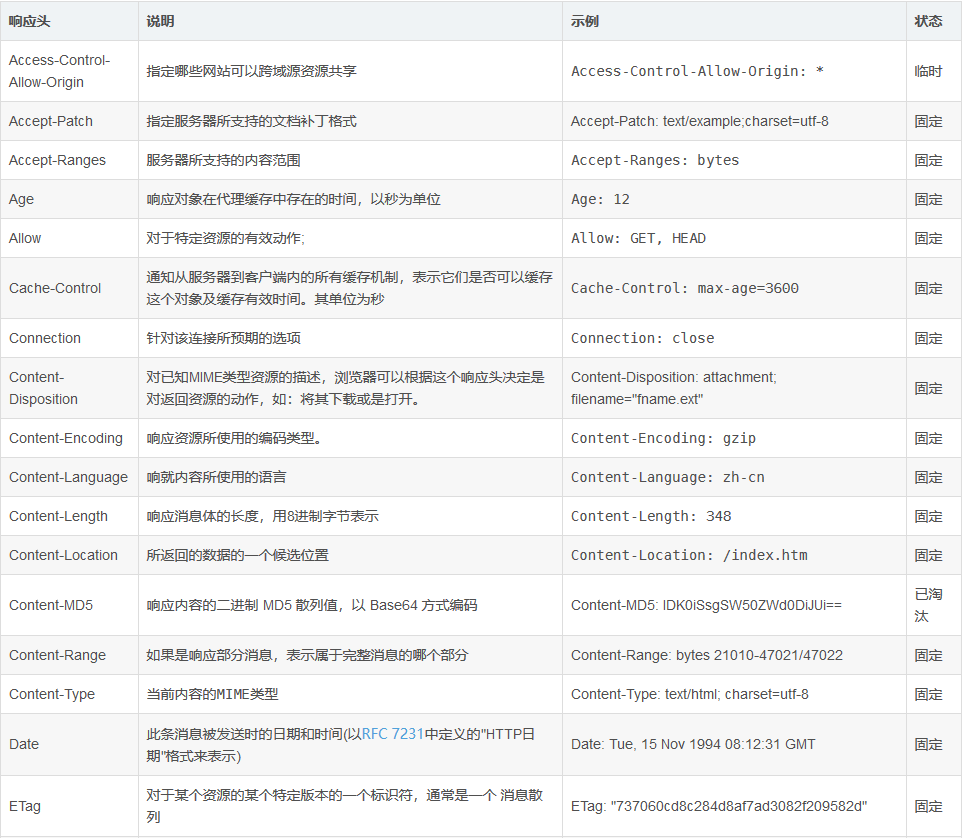 响应头 说明 示例 状态
Access-Control-
Allow-Origin 指定哪些网站可以跨域源资源共享 Access-Control-Allow-Origin: * 临时
Accept-Patch 指定服务器所支持的文档补丁格式 Accept-Patch: text/example;charset=utf-8 固定
Accept-Ranges 服务器所支持的内容范围 Accept-Ranges: bytes 固定
Age 响应对象在代理缓存中存在的时间，以秒为单位 Age: 12 固定
Allow 对于特定资源的有效动作; Allow: GET, HEAD 固定
Cache-Control 通知从服务器到客户端内的所有缓存机制，表示它们是否可以缓存
这个对象及缓存有效时间。其单位为秒 Cache-Control: max-age=3600 固定
Connection 针对该连接所预期的选项 Connection: close 固定
Content-
Disposition 对已知MIME类型资源的描述，浏览器可以根据这个响应头决定是
对返回资源的动作，如：将其下载或是打开。 Content-Disposition: attachment;
filename="fname.ext" 固定
Content-Encoding 响应资源所使用的编码类型。 Content-Encoding: gzip 固定
Content-Language 响就内容所使用的语言 Content-Language: zh-cn 固定
Content-Length 响应消息体的长度，用8进制字节表示 Content-Length: 348 固定
Content-Location 所返回的数据的一个候选位置 Content-Location: /index.htm 固定
Content-MD5 响应内容的二进制 MD5 散列值，以 Base64 方式编码 Content-MD5: IDK0iSsgSW50ZWd0DiJUi== 已淘
汰
Content-Range 如果是响应部分消息，表示属于完整消息的哪个部分 Content-Range: bytes 21010-47021/47022 固定
Content-Type 当前内容的MIME类型 Content-Type: text/html; charset=utf-8 固定
Date 此条消息被发送时的日期和时间(以RFC 7231中定义的"HTTP日
期"格式来表示) Date: Tue, 15 Nov 1994 08:12:31 GMT 固定
ETag 对于某个资源的某个特定版本的一个标识符，通常是一个 消息散
列 ETag: "737060cd8c284d8af7ad3082f209582d" 固定